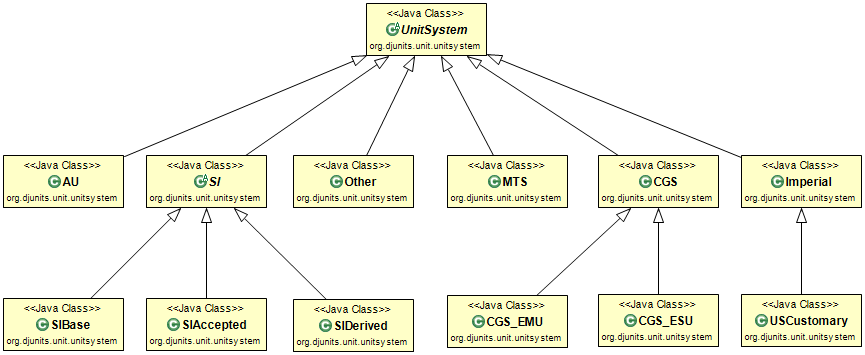 <<Java Class>>
UnitSystem
org.djunits.unit.unitsystem
<<Java Class>>
AU
org.djunits.unit.unitsystem
<<Java Class>>
SI
org.djunits.unit.unitsystem
<<Java Class>>
Other
org.djunits.unit.unitsystem
<<Java Class>>
MTS
org.djunits.unit.unitsystem
<<Java Class>>
CGS
org.djunits.unit.unitsystem
<<Java Class>>
Imperial
org.djunits.unit.unitsystem
<<Java Class>>
SIBase
org.djunits.unit.unitsystem
<<Java Class>>
SIAccepted
org.djunits.unit.unitsystem
<<Java Class>>
SIDerived
org.djunits.unit.unitsystem
<<Java Class>>
CGS_EMU
org.djunits.unit.unitsystem
<<Java Class>>
CGS_ESU
org.djunits.unit.unitsystem
<<Java Class>>
USCustomary
org.djunits.unit.unitsystem